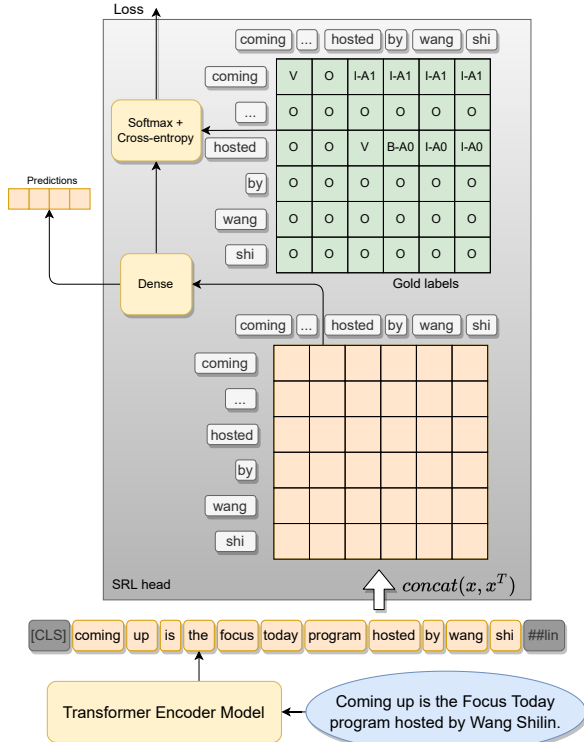 Loss
coming ... hosted by wang shi
coming V O I-A1 I-A1 I-A1 I-A1
... O O O O O O
Softmax +
Cross-entropy
hosted O O V B-A0 I-A0 I-A0
by O O O O O O
wang O O O O O O
shi O O O O O O
Predictions
Dense
Gold labels
coming ... hosted by wang shi
coming
...
hosted
by
wang
shi
SRL head
concat(x, x^T)
[CLS] coming up is the focus today program hosted by wang shi ##lin
Transformer Encoder Model
Coming up is the Focus Today
program hosted by Wang Shilin.